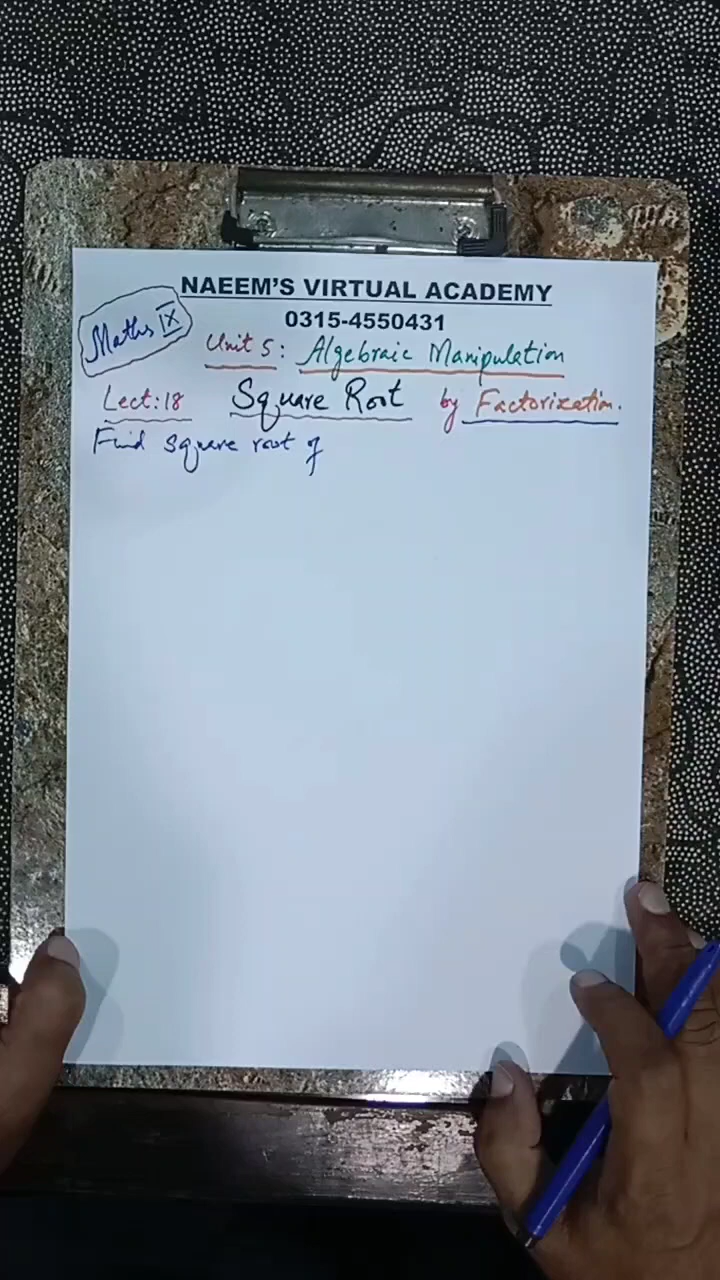 NAEEM'S VIRTUAL ACADEMY
0315-4550431
Maths IX
Unit 5: Algebraic Manipulation
Lect:18 Square Root by Factorization.
Find square root of